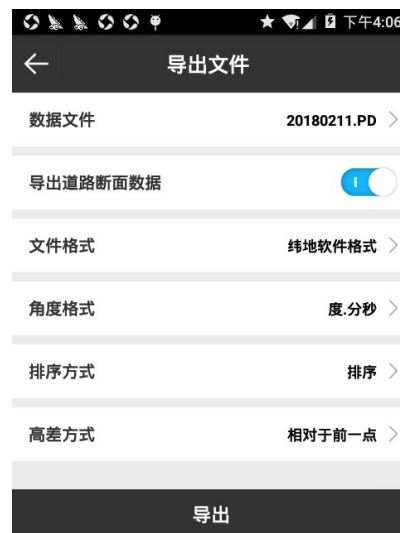 下午4:06
导出文件
数据文件 20180211.PD
导出道路断面数据
文件格式 纬地软件格式
角度格式 度.分秒
排序方式 排序
高差方式 相对于前一点
导出